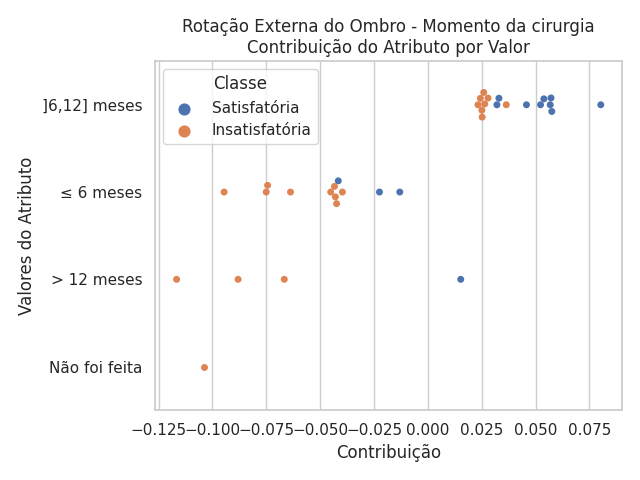 Rotação Externa do Ombro - Momento da cirurgia
Contribuição do Atributo por Valor
Classe
Satisfatória
Insatisfatória
Valores do Atributo
]6,12] meses
≤ 6 meses
> 12 meses
Não foi feita
−0.125 −0.100 −0.075 −0.050 −0.025 0.000 0.025 0.050 0.075
Contribuição